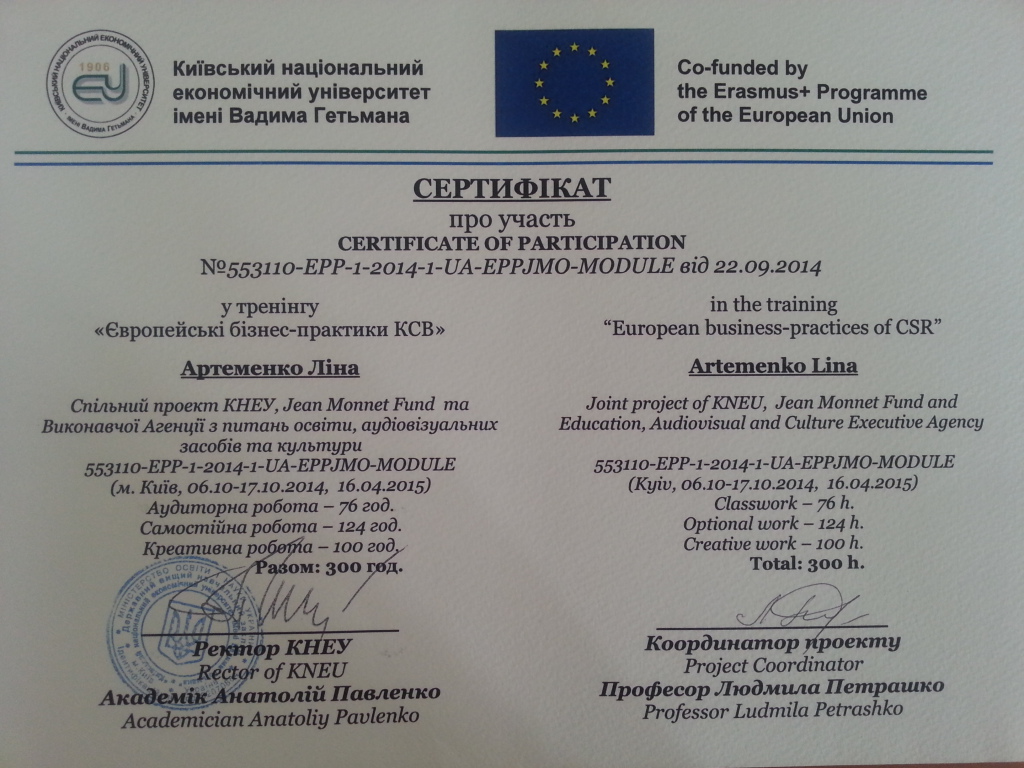 КИЇВСЬКИЙ НАЦІОНАЛЬНИЙ ЕКОНОМІЧНИЙ УНІВЕРСИТЕТ
ІМЕНІ ВАДИМА ГЕТЬМАНА
1906
Київський національний
економічний університет
імені Вадима Гетьмана
Co-funded by
the Erasmus+ Programme
of the European Union
СЕРТИФІКАТ
про участь
CERTIFICATE OF PARTICIPATION
№553110-EPP-1-2014-1-UA-EPPJMO-MODULE від 22.09.2014
у тренінгу
«Європейські бізнес-практики КСВ»
Артеменко Ліна
Спільний проект КНЕУ, Jean Monnet Fund та
Виконавчої Агенції з питань освіти, аудіовізуальних
засобів та культури
553110-EPP-1-2014-1-UA-EPPJMO-MODULE
(м. Київ, 06.10-17.10.2014, 16.04.2015)
Аудиторна робота – 76 год.
Самостійна робота – 124 год.
Креативна робота – 100 год.
Разом: 300 год.
in the training
“European business-practices of CSR”
Artemenko Lina
Joint project of KNEU, Jean Monnet Fund and
Education, Audiovisual and Culture Executive Agency
553110-EPP-1-2014-1-UA-EPPJMO-MODULE
(Kyiv, 06.10-17.10.2014, 16.04.2015)
Classwork – 76 h.
Optional work – 124 h.
Creative work – 100 h.
Total: 300 h.
Ректор КНЕУ
Rector of KNEU
Академік Анатолій Павленко
Academician Anatoliy Pavlenko
Координатор проекту
Project Coordinator
Професор Людмила Петрашко
Professor Ludmila Petrashko